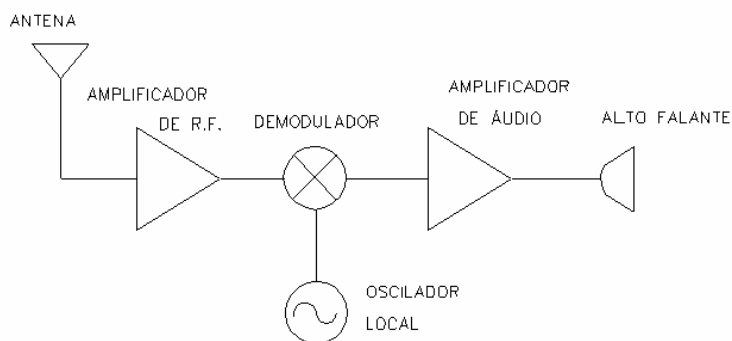 ANTENA
AMPLIFICADOR
DE R.F.
DEMODULADOR
AMPLIFICADOR
DE ÁUDIO
ALTO FALANTE
OSCILADOR
LOCAL